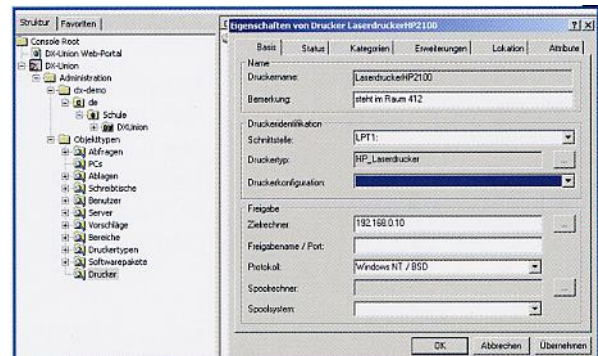 Struktur
Favoriten
Console Root
DX-Union Web-Portal
DX-Union
Administration
dx-demo
de
Schule
DXUnion
Objekttypen
Abfragen
PCs
Ablagen
Schreibtische
Benutzer
Server
Vorschläge
Bereiche
Druckertypen
Softwarepakete
Drucker
Eigenschaften von Drucker LaserdruckerHP2100
Basis
Status
Kategorien
Erweiterungen
Lokation
Attribute
Name
Druckername:
LaserdruckerHP2100
Bemerkung:
steht im Raum 412
Druckeridentifikation
Schnittstelle:
LPT1:
Druckertyp:
HP_Laserdrucker
...
Druckerkonfiguration:
Freigabe
Zielrechner:
192.168.0.10
...
Freigabename / Port:
Protokoll:
Windows NT / BSD
Spoolrechner:
...
Spoolsystem:
OK
Abbrechen
Übernehmen